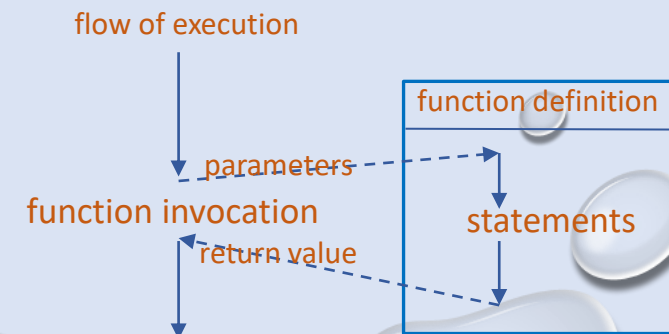 flow of execution
function definition
parameters
function invocation
statements
return value